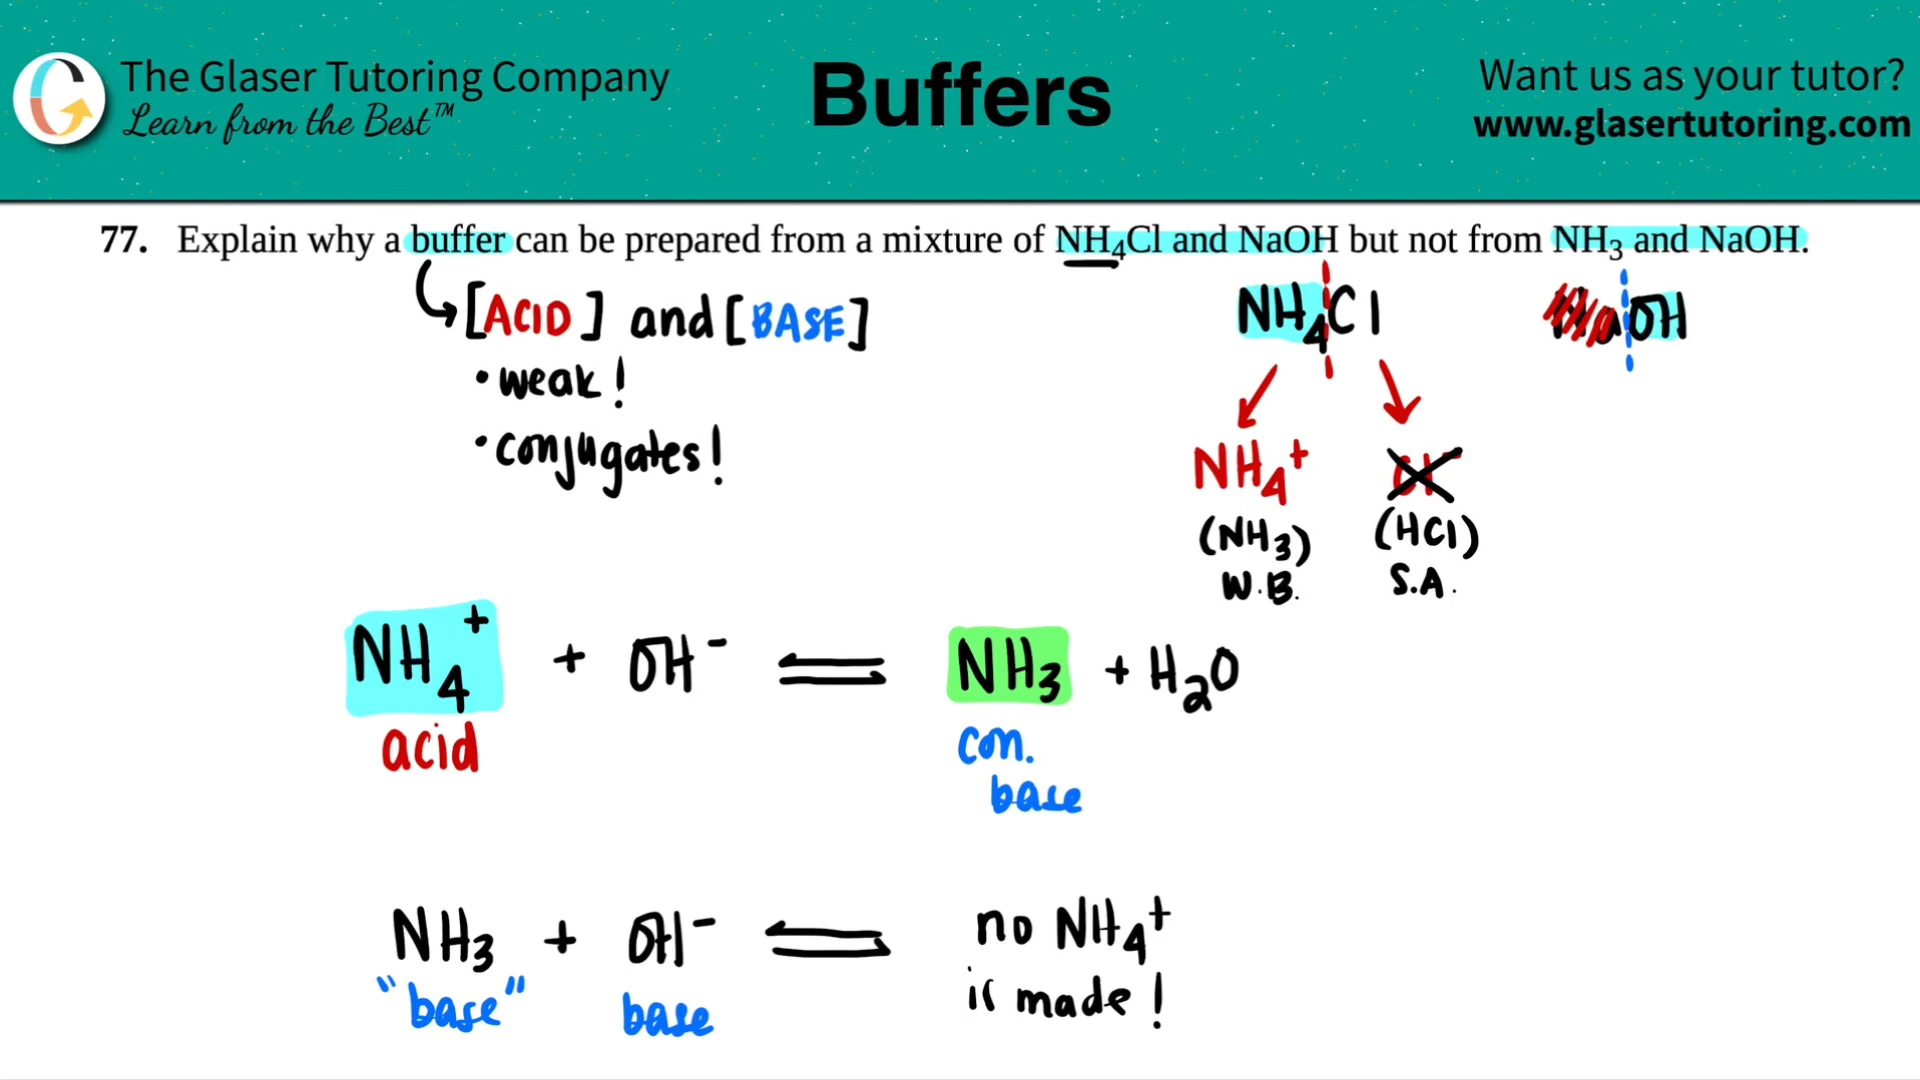 The Glaser Tutoring Company
Learn from the Best™
Buffers
Want us as your tutor?
www.glasertutoring.com
77. Explain why a buffer can be prepared from a mixture of NH₄Cl and NaOH but not from NH₃ and NaOH.
[ACID] and [BASE]
• weak!
• conjugates!
NH₄Cl
OH
NH₄⁺
Cl⁻
(NH₃)
W.B.
(HCl)
S.A.
NH₄⁺ + OH⁻ ⇌ NH₃ + H₂O
acid
con.
base
NH₃ + OH⁻ ⇌ no NH₄⁺
is made!
"base"
base